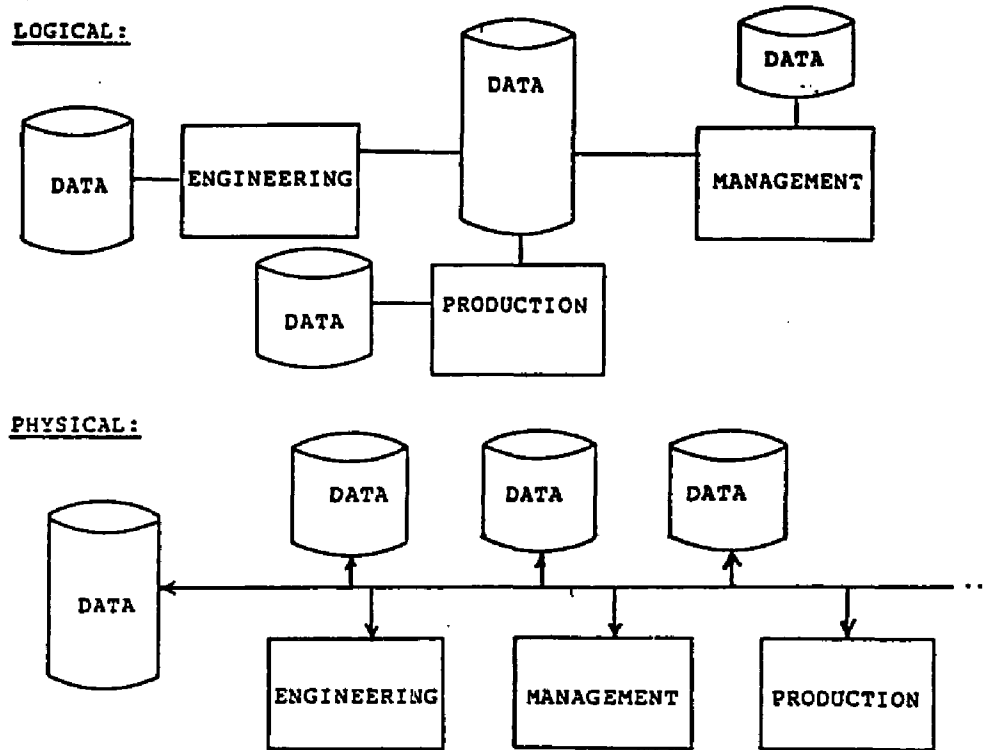 LOGICAL:
DATA
DATA
DATA
ENGINEERING
MANAGEMENT
DATA
PRODUCTION
PHYSICAL:
DATA
DATA
DATA
DATA
ENGINEERING
MANAGEMENT
PRODUCTION